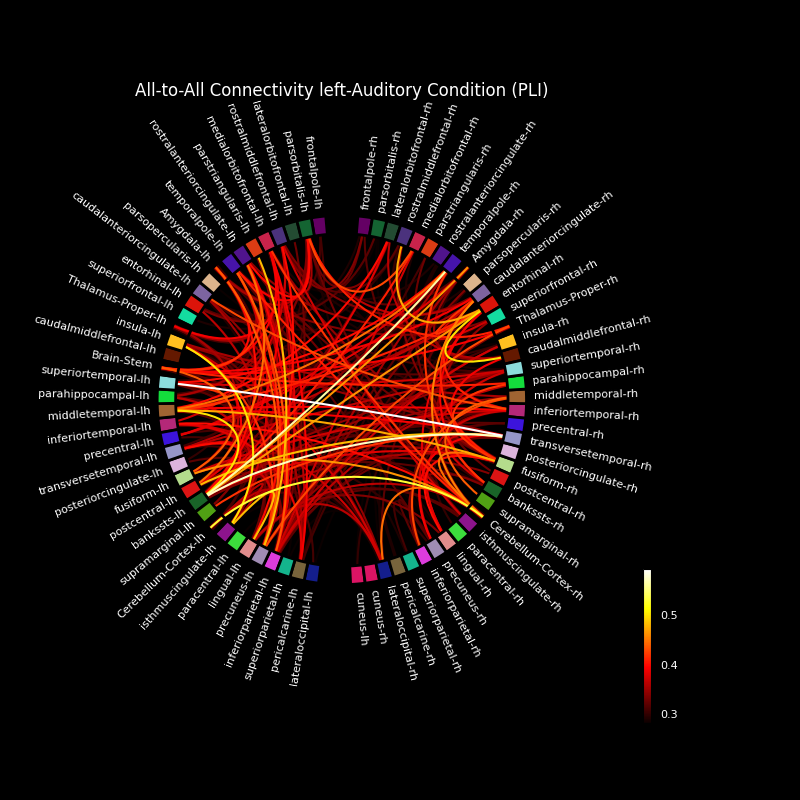 All-to-All Connectivity left-Auditory Condition (PLI)
frontalpole-lh
parsorbitalis-lh
lateralorbitofrontal-lh
rostralmiddlefrontal-lh
medialorbitofrontal-lh
parstriangularis-lh
rostralanteriorcingulate-lh
temporalpole-lh
Amygdala-lh
parsopercularis-lh
caudalanteriorcingulate-lh
entorhinal-lh
superiorfrontal-lh
Thalamus-Proper-lh
insula-lh
caudalmiddlefrontal-lh
Brain-Stem
superiortemporal-lh
parahippocampal-lh
middletemporal-lh
inferiortemporal-lh
precentral-lh
transversetemporal-lh
posteriorcingulate-lh
fusiform-lh
postcentral-lh
bankssts-lh
supramarginal-lh
Cerebellum-Cortex-lh
isthmuscingulate-lh
paracentral-lh
lingual-lh
precuneus-lh
inferiorparietal-lh
superiorparietal-lh
pericalcarine-lh
lateraloccipital-lh
cuneus-lh
cuneus-rh
lateraloccipital-rh
pericalcarine-rh
superiorparietal-rh
inferiorparietal-rh
precuneus-rh
lingual-rh
paracentral-rh
isthmuscingulate-rh
Cerebellum-Cortex-rh
supramarginal-rh
bankssts-rh
postcentral-rh
fusiform-rh
posteriorcingulate-rh
transversetemporal-rh
precentral-rh
inferiortemporal-rh
middletemporal-rh
parahippocampal-rh
superiortemporal-rh
caudalmiddlefrontal-rh
insula-rh
Thalamus-Proper-rh
superiorfrontal-rh
entorhinal-rh
caudalanteriorcingulate-rh
parsopercularis-rh
Amygdala-rh
temporalpole-rh
rostralanteriorcingulate-rh
parstriangularis-rh
medialorbitofrontal-rh
rostralmiddlefrontal-rh
lateralorbitofrontal-rh
parsorbitalis-rh
frontalpole-rh
0.5
0.4
0.3